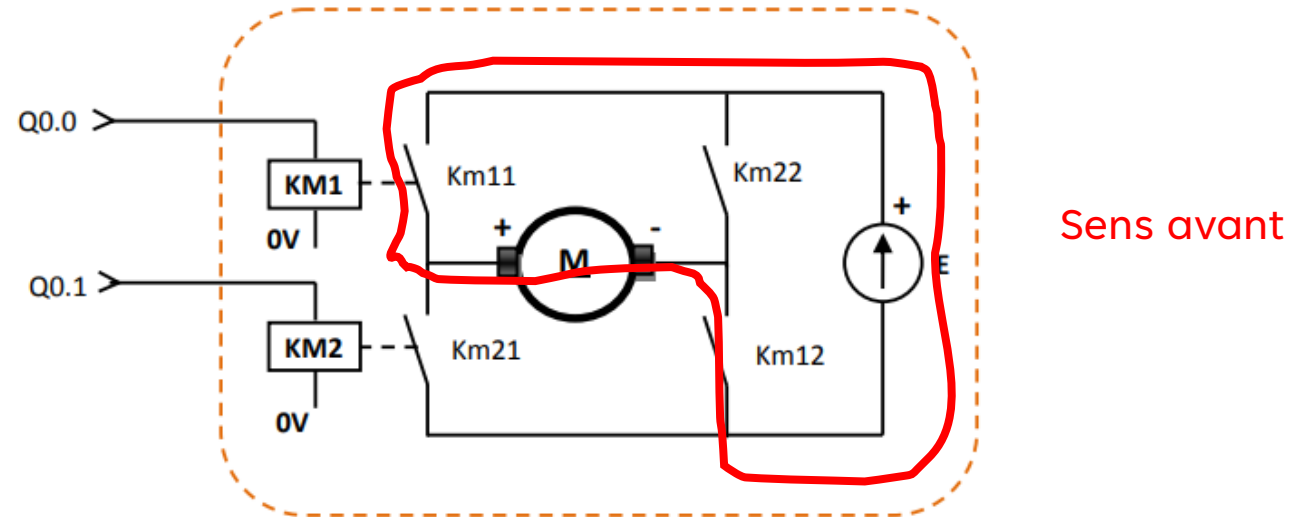 Q0.0
KM1
0V
Km11
Km22
+
+
-
M
E
Sens avant
Q0.1
KM2
0V
Km21
Km12